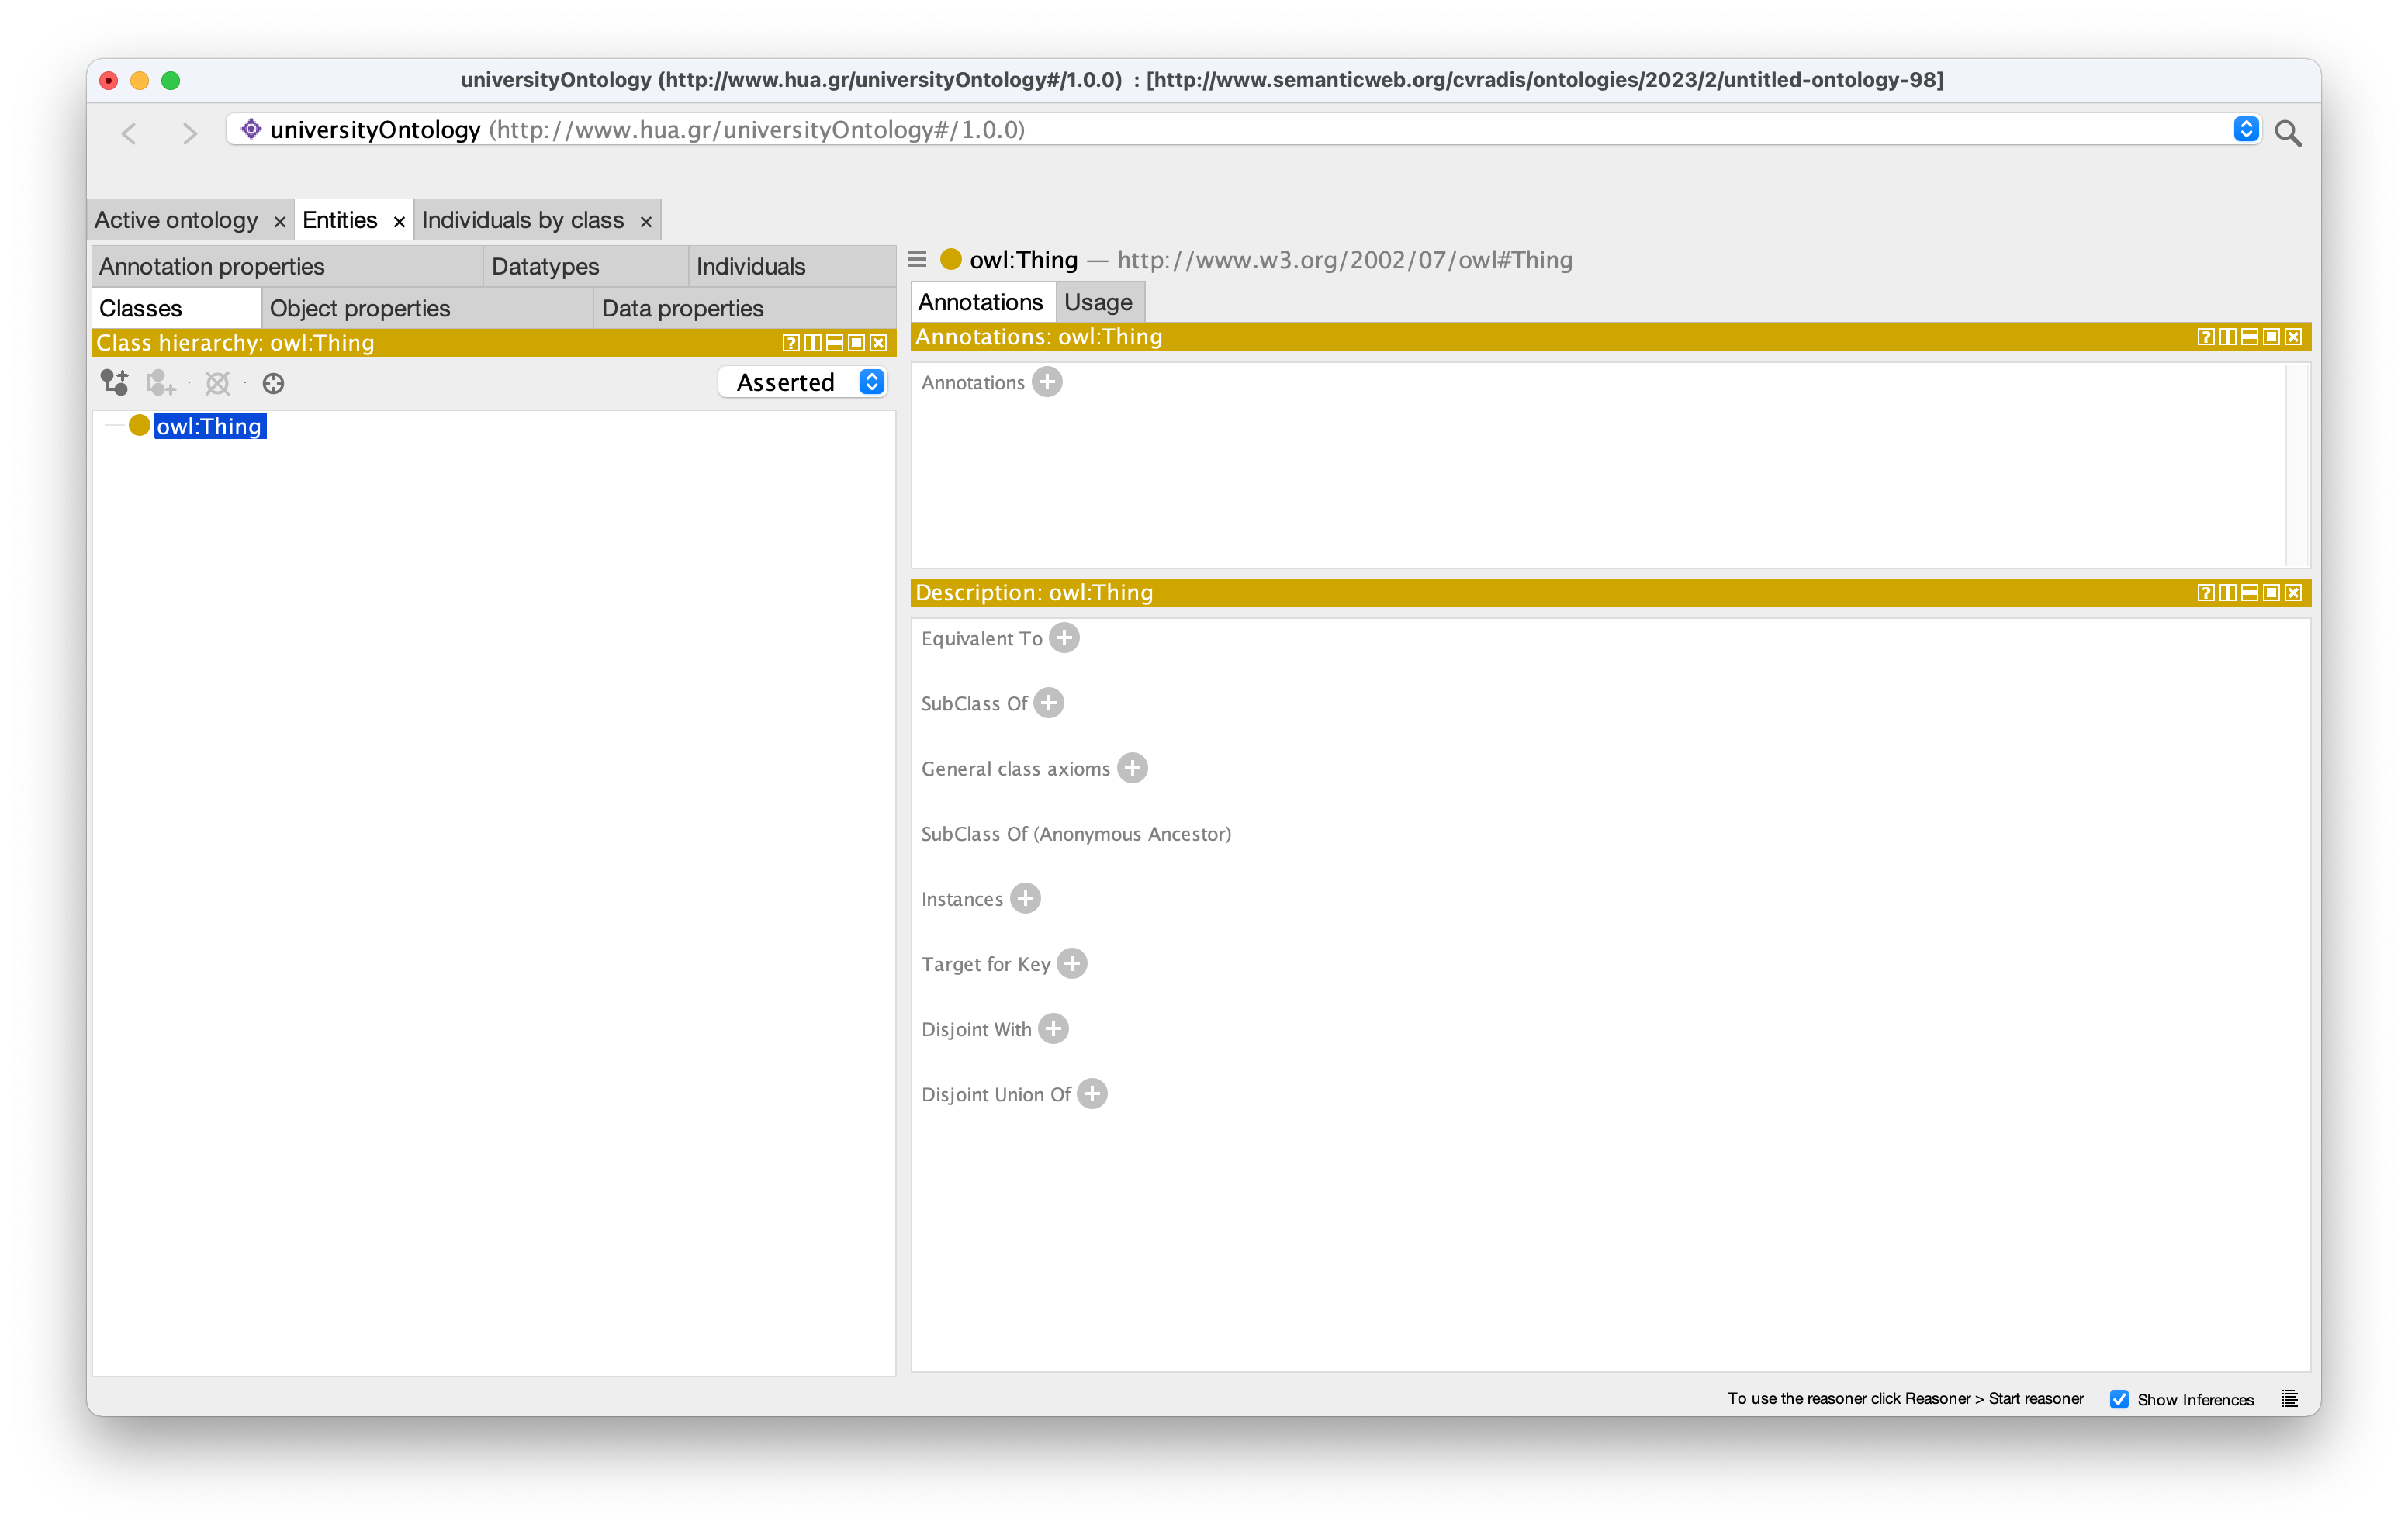 universityOntology (http://www.hua.gr/universityOntology#/1.0.0)  : [http://www.semanticweb.org/cvradis/ontologies/2023/2/untitled-ontology-98]
universityOntology (http://www.hua.gr/universityOntology#/1.0.0)
Active ontology × Entities × Individuals by class ×
Annotation properties Datatypes Individuals
Classes Object properties Data properties
Class hierarchy: owl:Thing
Asserted
owl:Thing
owl:Thing — http://www.w3.org/2002/07/owl#Thing
Annotations Usage
Annotations: owl:Thing
Annotations
Description: owl:Thing
Equivalent To
SubClass Of
General class axioms
SubClass Of (Anonymous Ancestor)
Instances
Target for Key
Disjoint With
Disjoint Union Of
To use the reasoner click Reasoner > Start reasoner Show Inferences